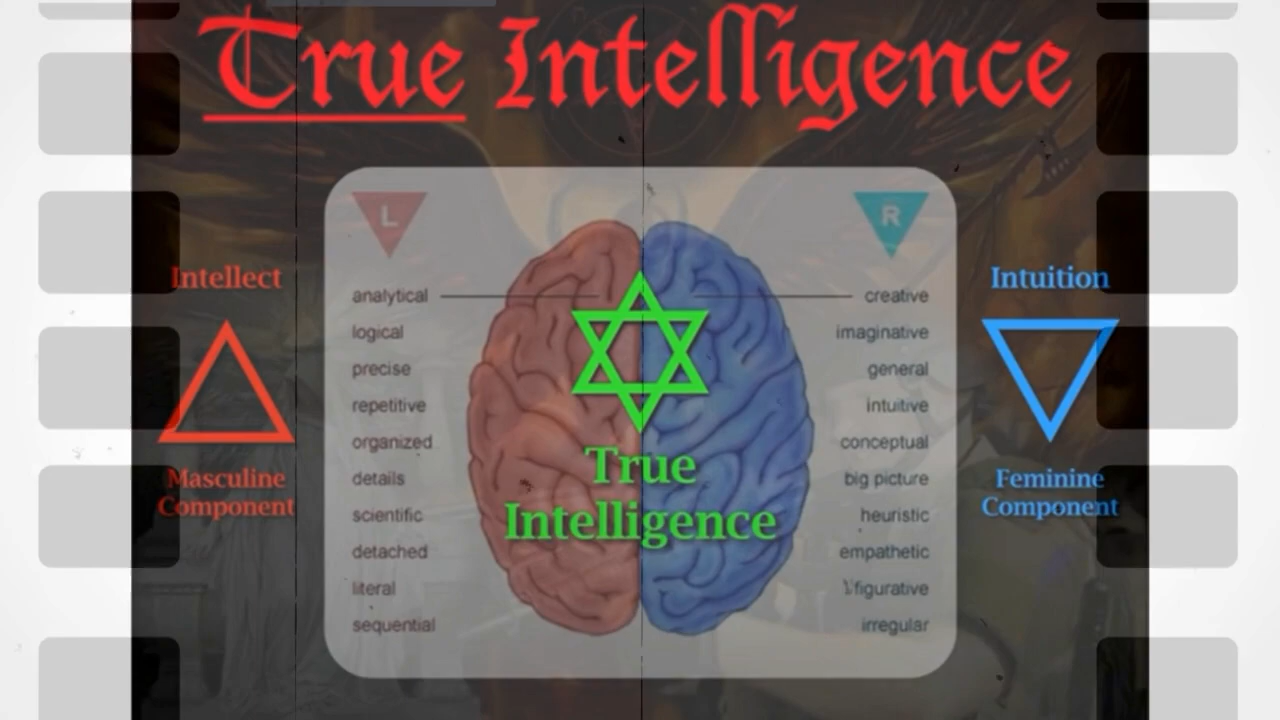 True Intelligence
L
R
Intellect
Intuition
analytical
creative
logical
imaginative
precise
general
repetitive
intuitive
organized
conceptual
details
big picture
scientific
heuristic
detached
empathetic
literal
figurative
sequential
irregular
True
Intelligence
Masculine
Component
Feminine
Component